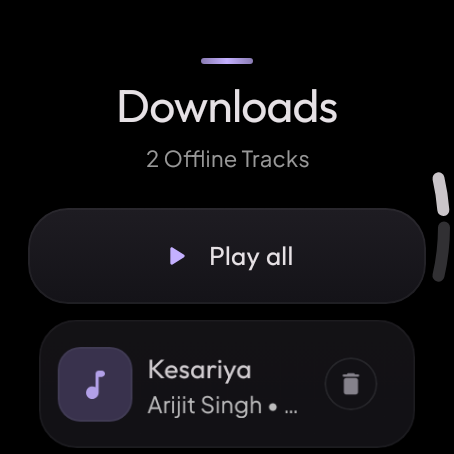 Downloads
2 Offline Tracks
Play all
Kesariya
Arijit Singh • ...